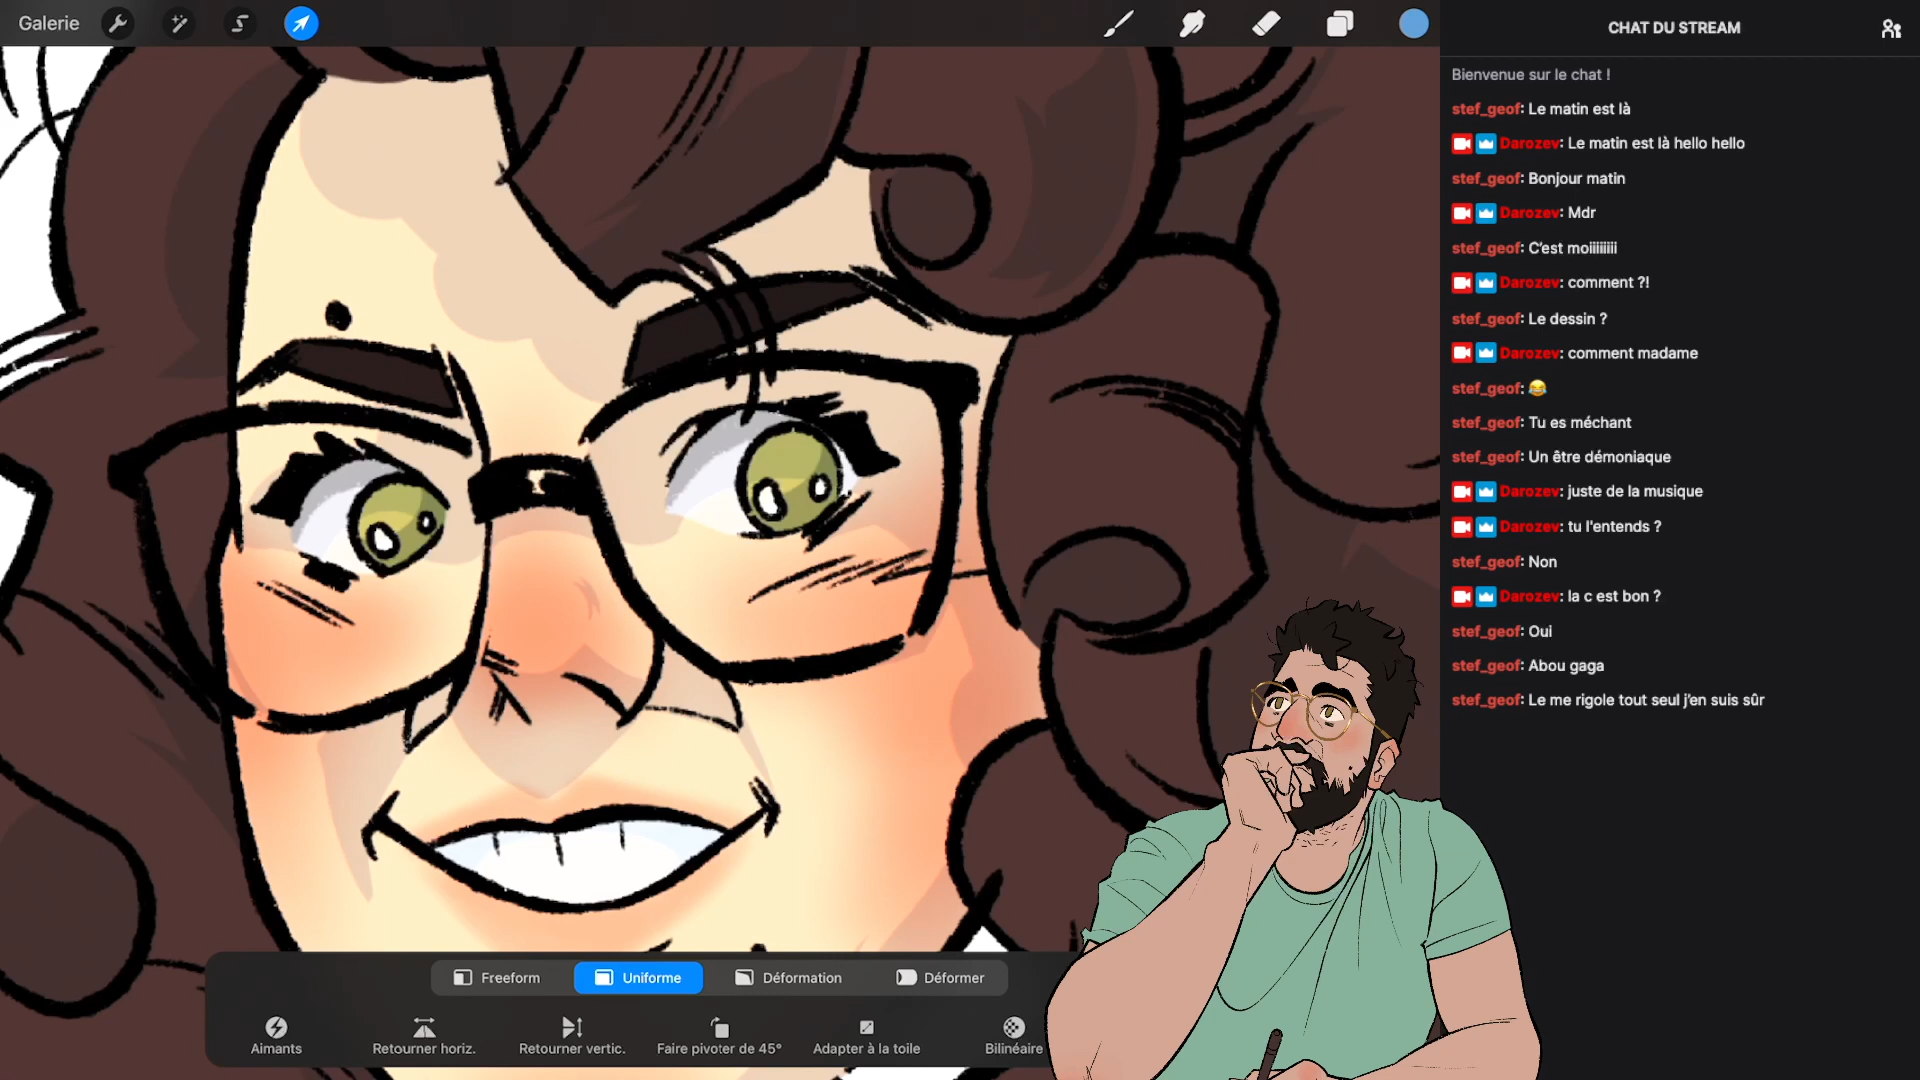 Galerie
CHAT DU STREAM
Bienvenue sur le chat !
stef_geof: Le matin est là
Darozev: Le matin est là hello hello
stef_geof: Bonjour matin
Darozev: Mdr
stef_geof: C'est moiiiiiiiii
Darozev: comment ?!
stef_geof: Le dessin ?
Darozev: comment madame
stef_geof: 😂
stef_geof: Tu es méchant
stef_geof: Un être démoniaque
Darozev: juste de la musique
Darozev: tu l'entends ?
stef_geof: Non
Darozev: la c est bon ?
stef_geof: Oui
stef_geof: Abou gaga
stef_geof: Le me rigole tout seul j'en suis sûr
Freeform
Uniforme
Déformation
Déformer
Aimants
Retourner horiz.
Retourner vertic.
Faire pivoter de 45°
Adapter à la toile
Bilinéaire